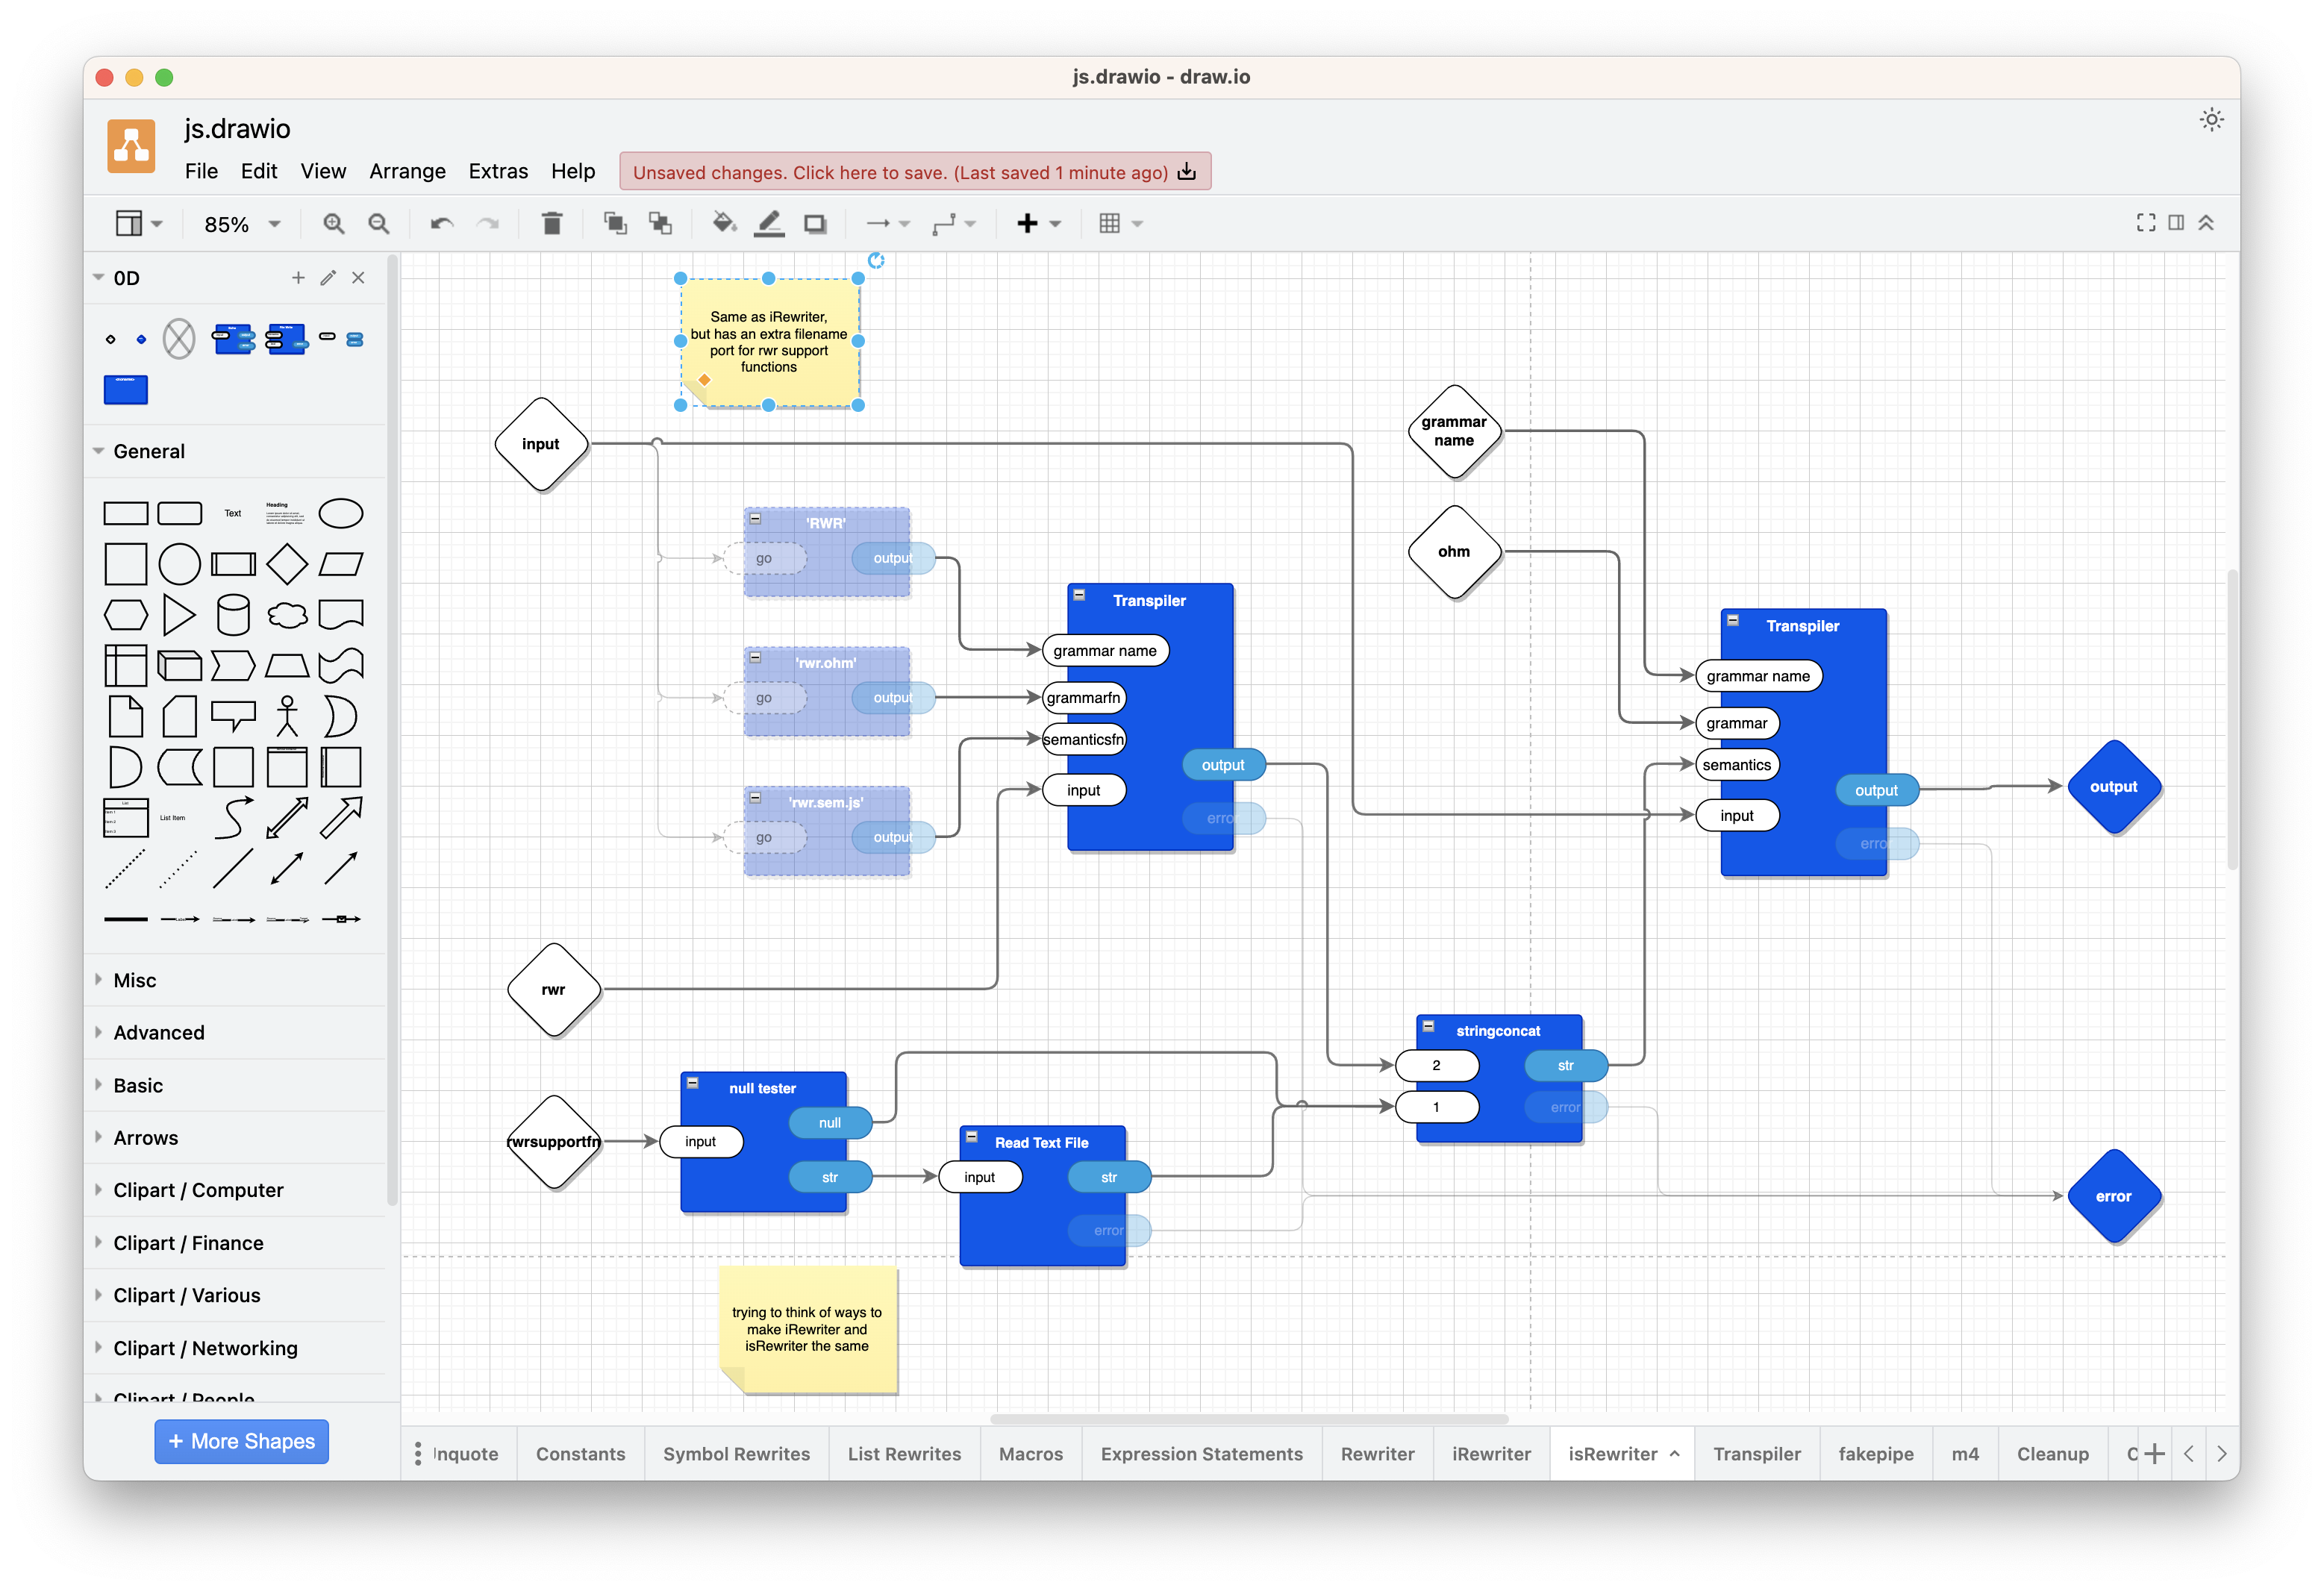 js.drawio - draw.io
js.drawio
File Edit View Arrange Extras Help
Unsaved changes. Click here to save. (Last saved 1 minute ago)
85%
0D
General
Text
Heading
List Item
Misc
Advanced
Basic
Arrows
Clipart / Computer
Clipart / Finance
Clipart / Various
Clipart / Networking
Clipart / People
+ More Shapes
Same as iRewriter,
but has an extra filename
port for rwr support
functions
input
grammar
name
ohm
'RWR'
go
output
'rwr.ohm'
go
output
'rwr.sem.js'
go
output
Transpiler
grammar name
grammarfn
semanticsfn
input
output
error
Transpiler
grammar name
grammar
semantics
input
output
error
output
rwr
rwrsupportfn
null tester
input
null
str
Read Text File
input
str
error
stringconcat
2
1
str
error
error
trying to think of ways to
make iRewriter and
isRewriter the same
nquote
Constants
Symbol Rewrites
List Rewrites
Macros
Expression Statements
Rewriter
iRewriter
isRewriter
Transpiler
fakepipe
m4
Cleanup